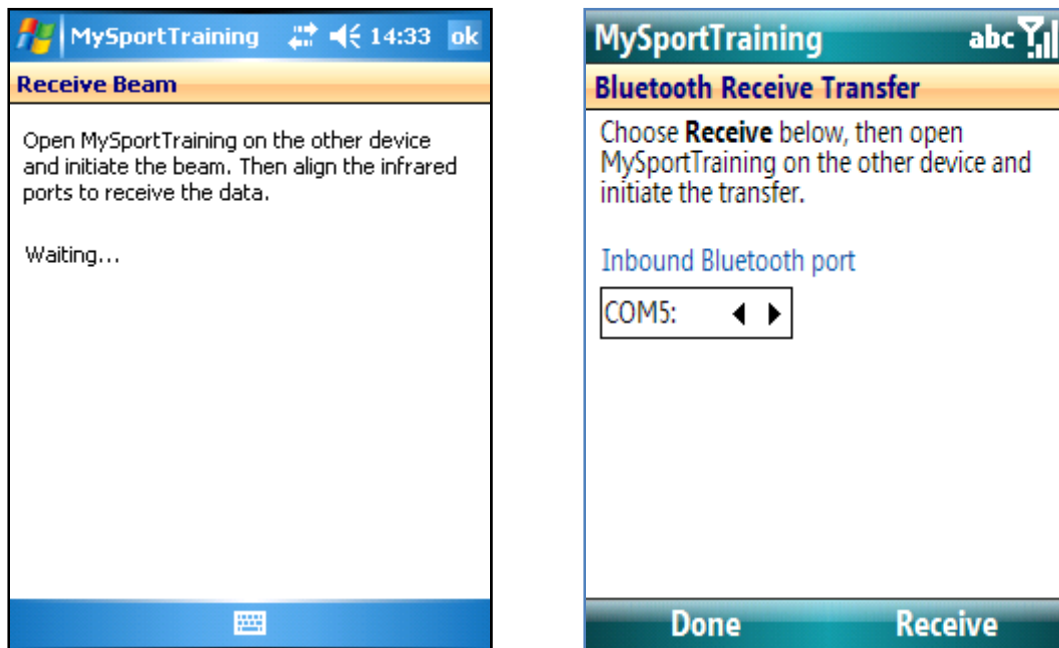 MySportTraining 14:33 ok
Receive Beam
Open MySportTraining on the other device
and initiate the beam. Then align the infrared
ports to receive the data.
Waiting...
MySportTraining abc
Bluetooth Receive Transfer
Choose Receive below, then open
MySportTraining on the other device and
initiate the transfer.
Inbound Bluetooth port
COM5:
Done Receive